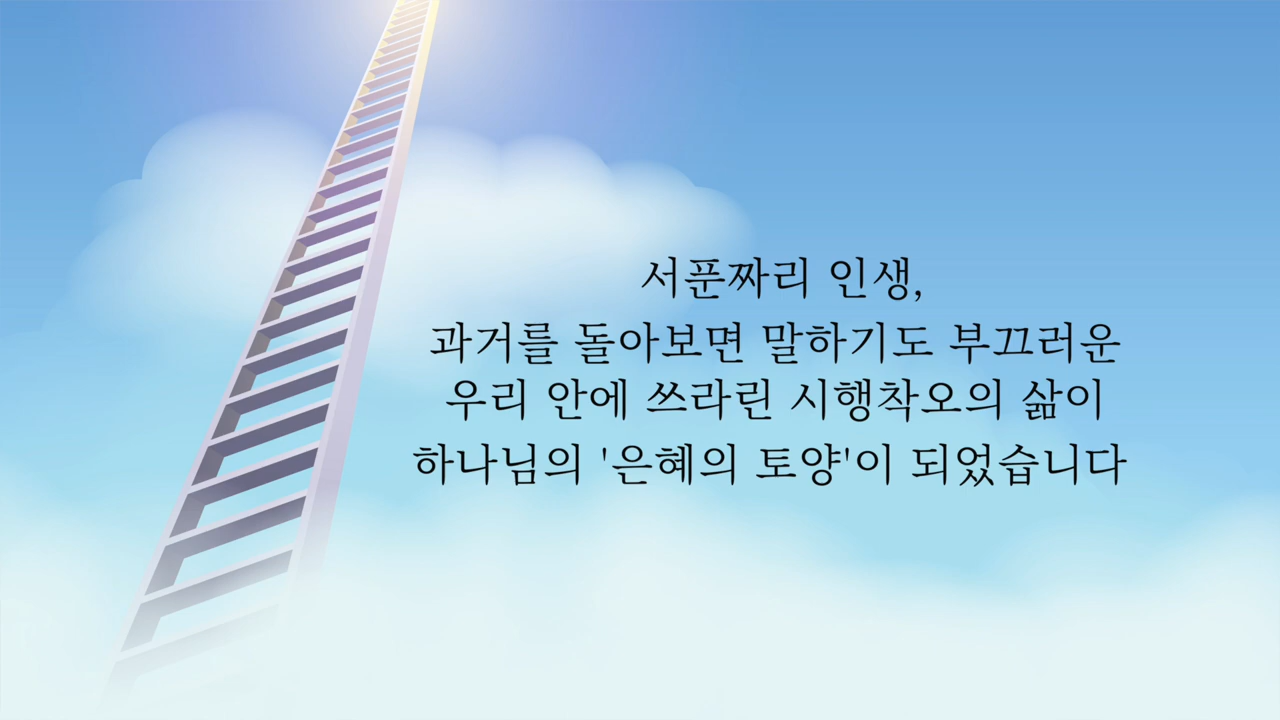 서푼짜리 인생,
과거를 돌아보면 말하기도 부끄러운
우리 안에 쓰라린 시행착오의 삶이
하나님의 '은혜의 토양'이 되었습니다